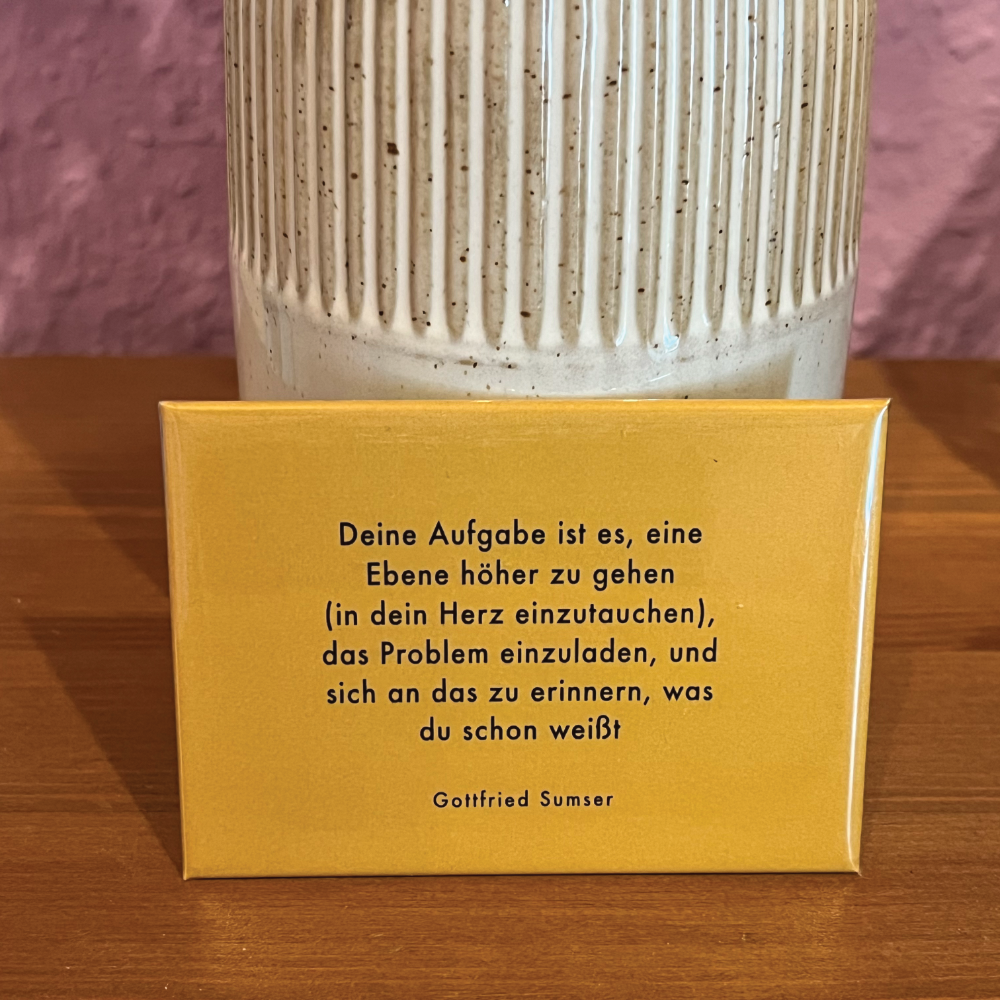 Deine Aufgabe ist es, eine
Ebene höher zu gehen
(in dein Herz einzutauchen),
das Problem einzuladen, und
sich an das zu erinnern, was
du schon weißt
Gottfried Sumser